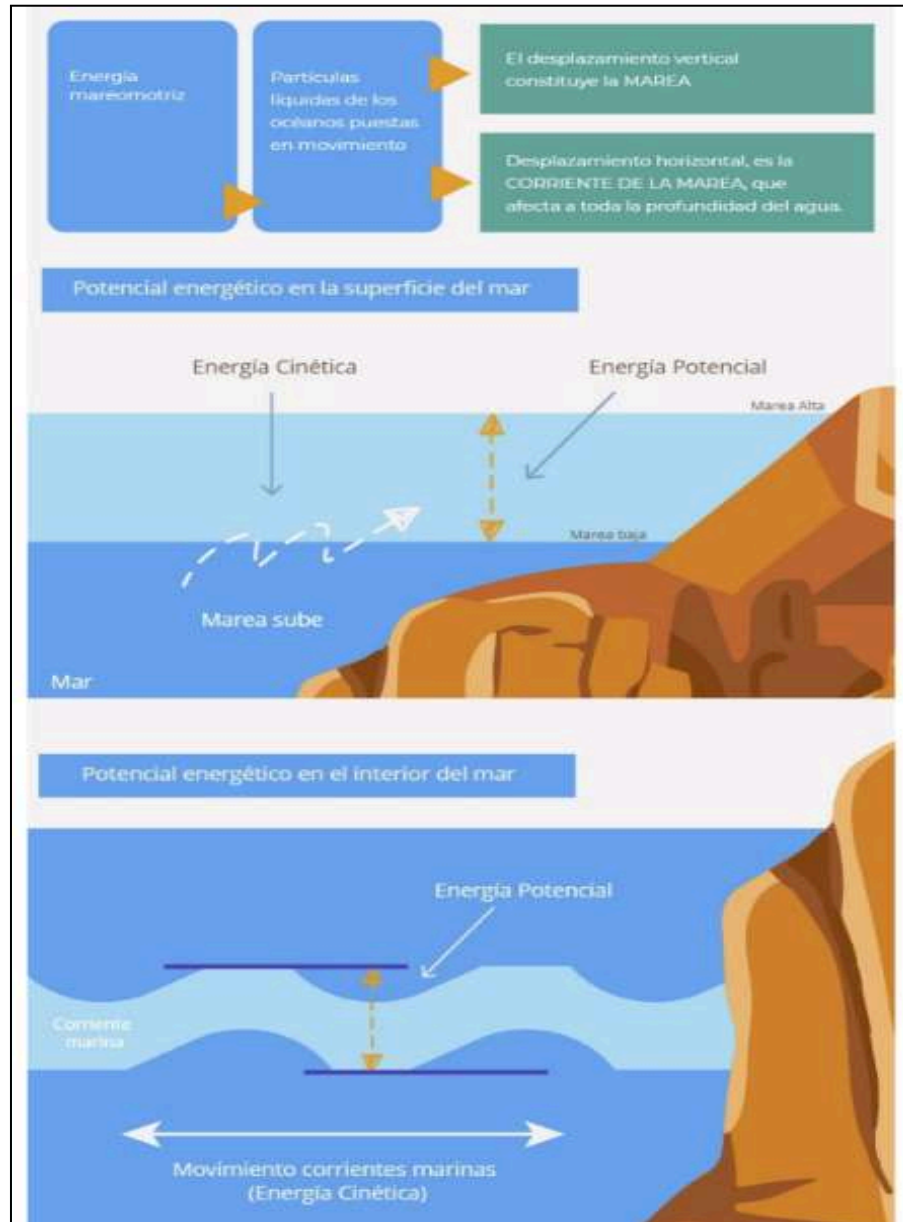 Energía
mareomotriz
Partículas
líquidas de los
océanos puestas
en movimiento
El desplazamiento vertical
constituye la MAREA
Desplazamiento horizontal, es la
CORRIENTE DE LA MAREA, que
afecta a toda la profundidad del agua.
Potencial energético en la superficie del mar
Energía Cinética
Energía Potencial
Marea Alta
Marea baja
Marea sube
Mar
Potencial energético en el interior del mar
Energía Potencial
Corriente
marina
Movimiento corrientes marinas
(Energía Cinética)